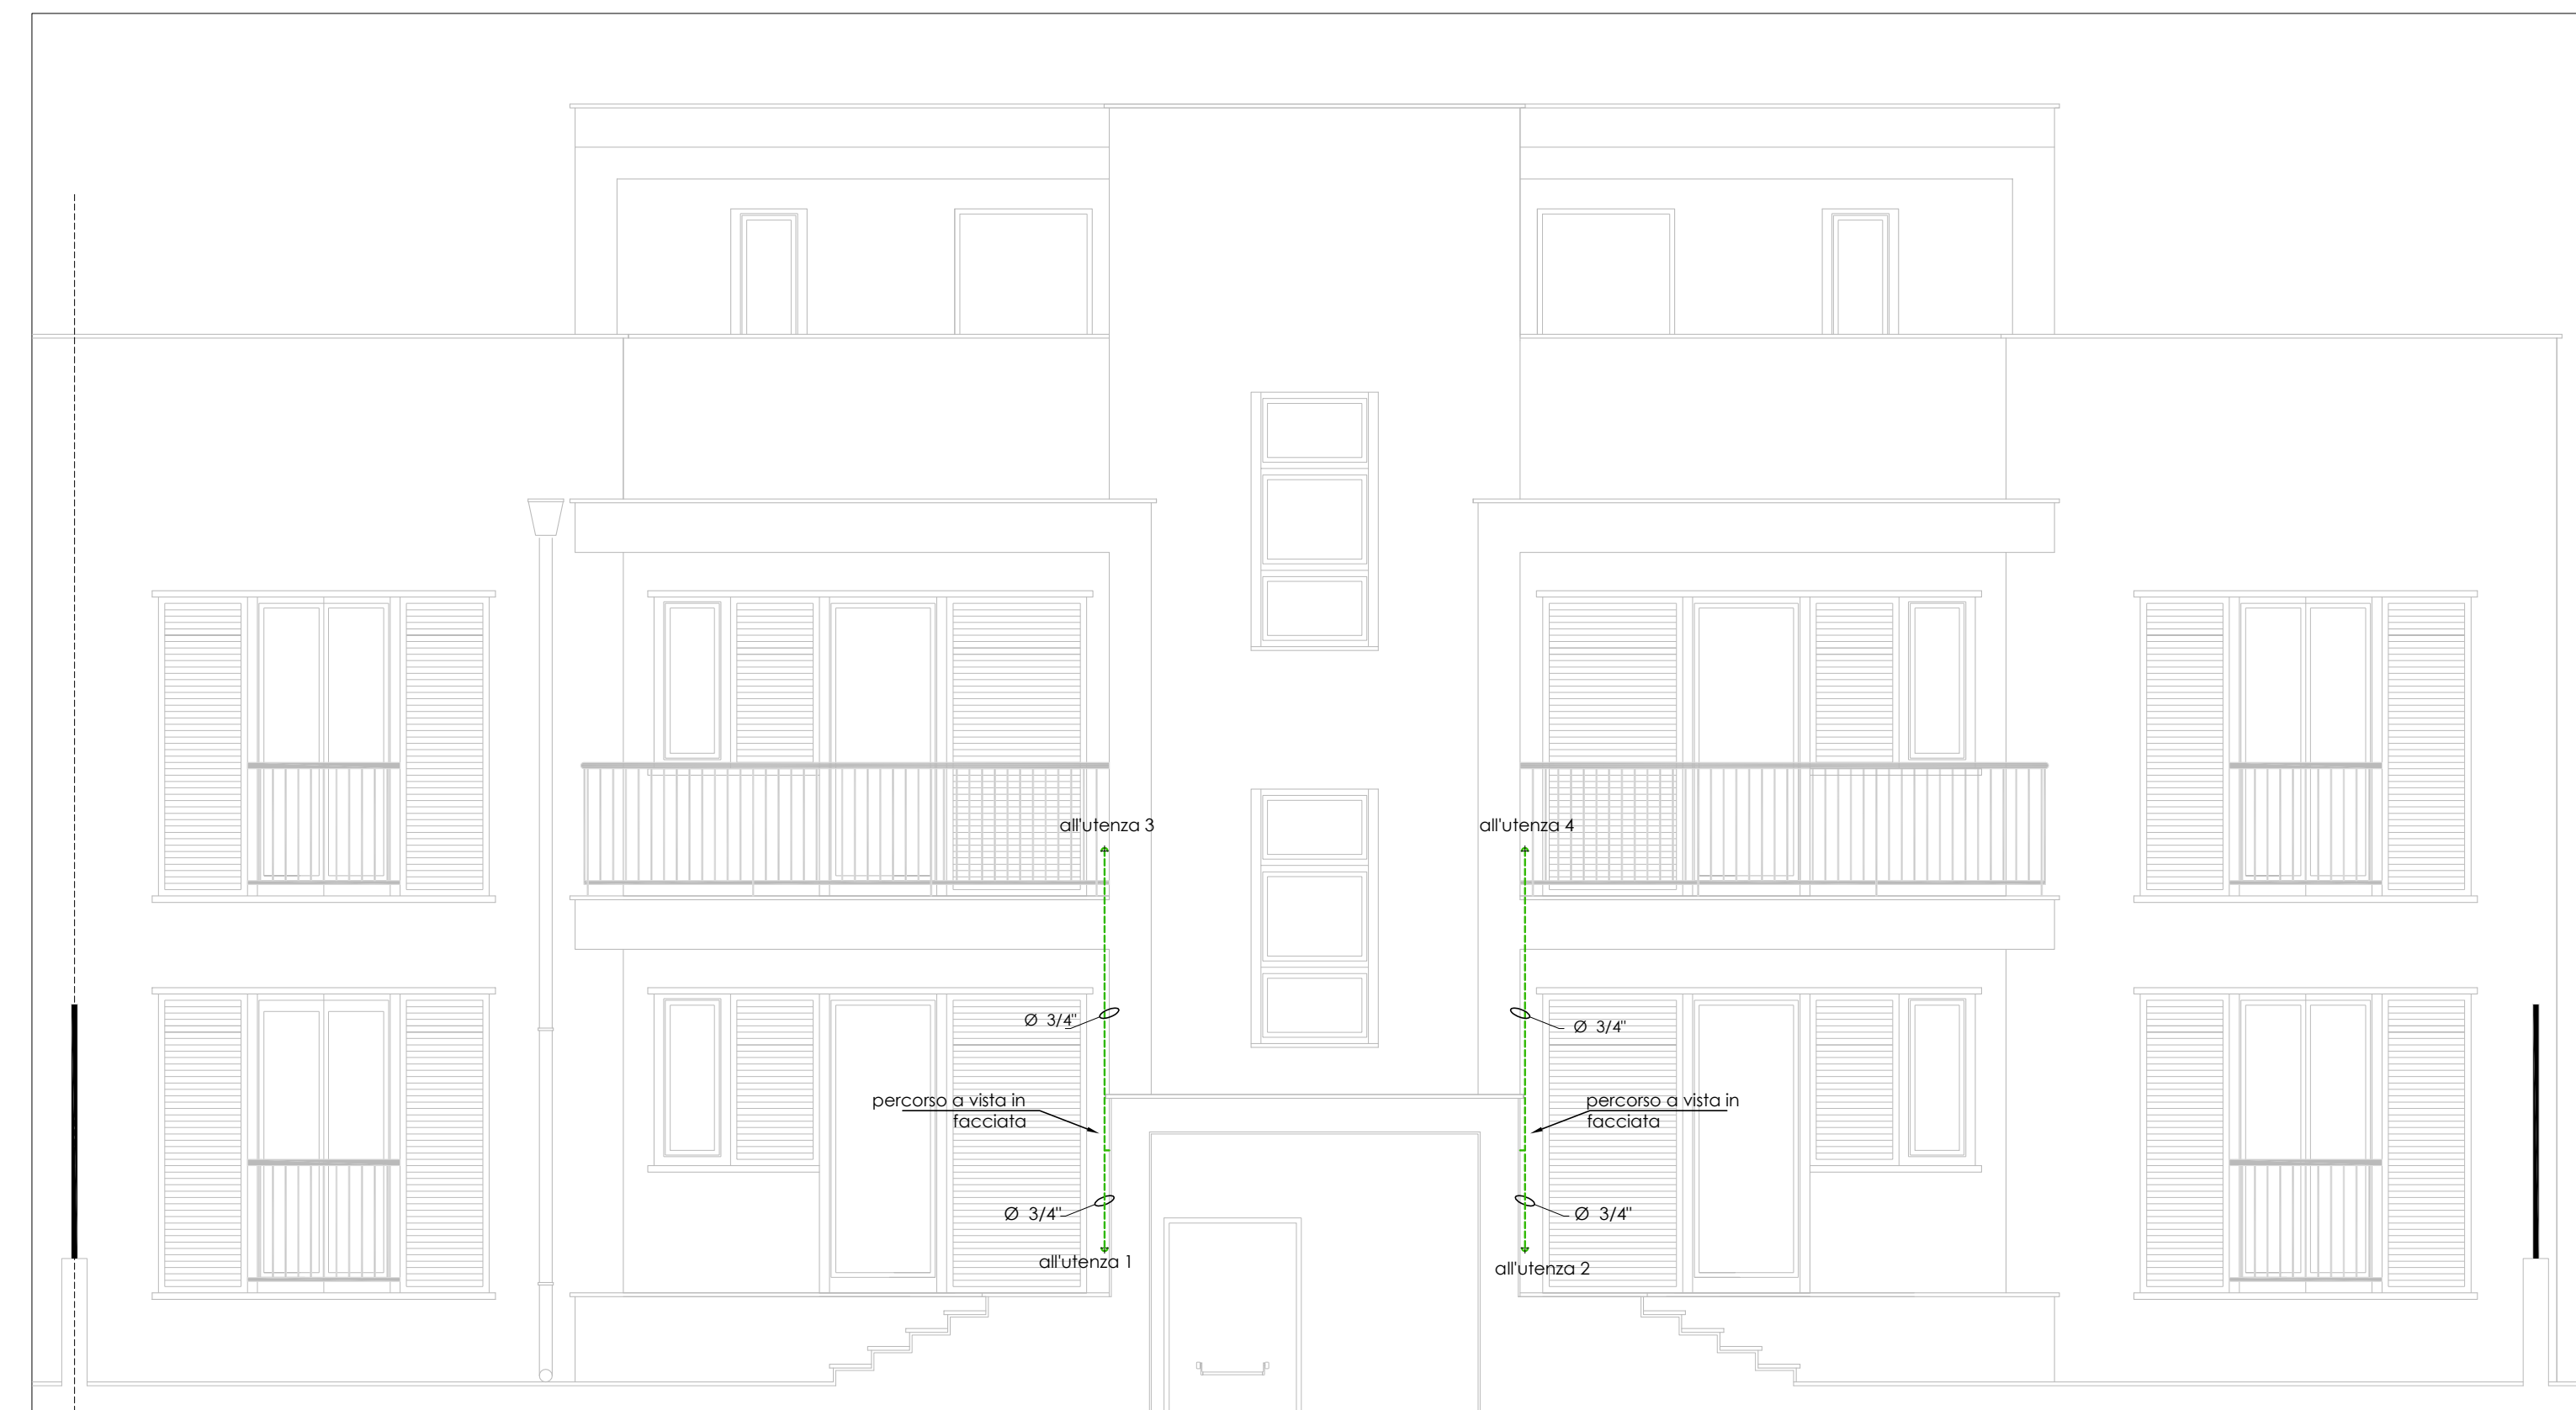 all'utenza 3
all'utenza 4
Ø 3/4"
Ø 3/4"
percorso a vista in
facciata
percorso a vista in
facciata
Ø 3/4"
Ø 3/4"
all'utenza 1
all'utenza 2